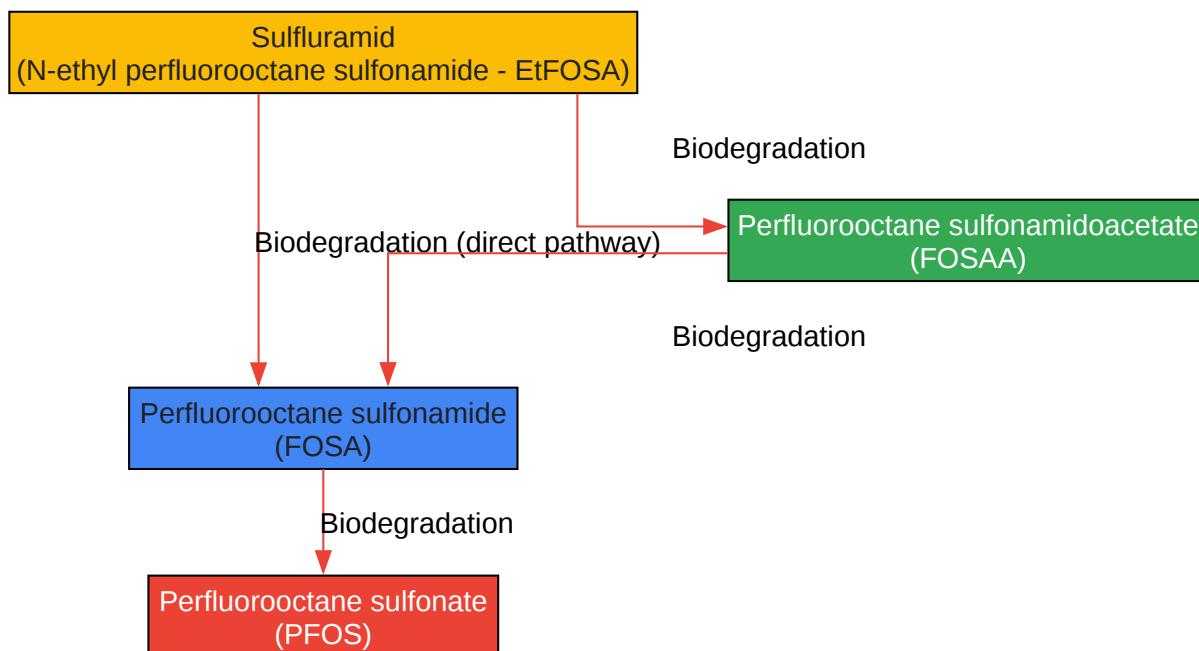 Sulfluramid
(N-ethyl perfluorooctane sulfonamide - EtFOSA)
Biodegradation
Perfluorooctane sulfonamidoacetate
(FOSAA)
Biodegradation (direct pathway)
Biodegradation
Perfluorooctane sulfonamide
(FOSA)
Biodegradation
Perfluorooctane sulfonate
(PFOS)